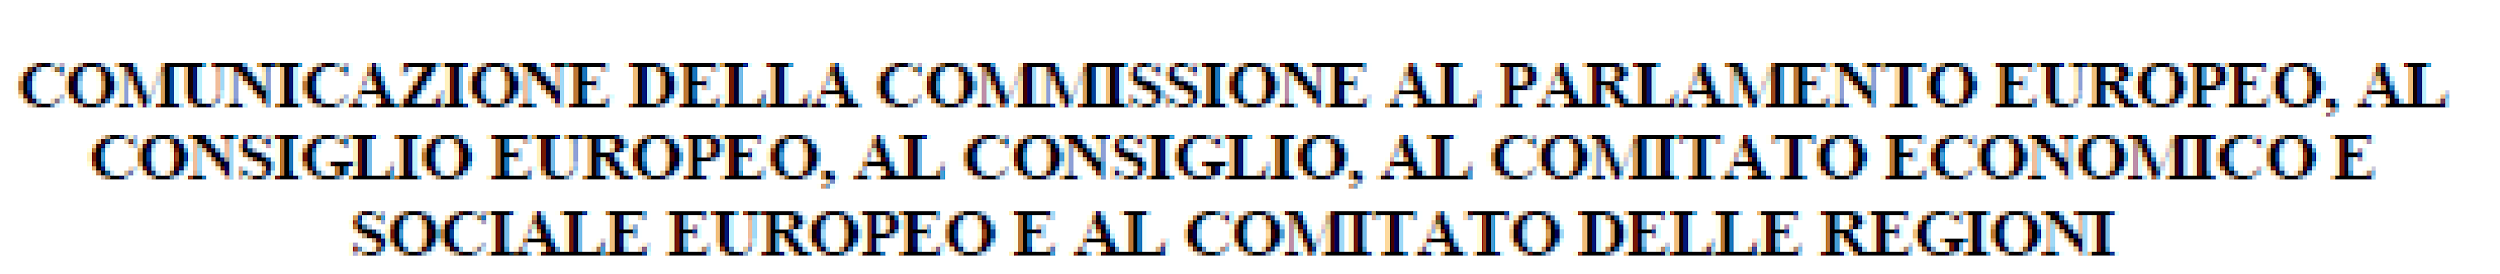 COMUNICAZIONE DELLA COMMISSIONE AL PARLAMENTO EUROPEO, AL
CONSIGLIO EUROPEO, AL CONSIGLIO, AL COMITATO ECONOMICO E
SOCIALE EUROPEO E AL COMITATO DELLE REGIONI